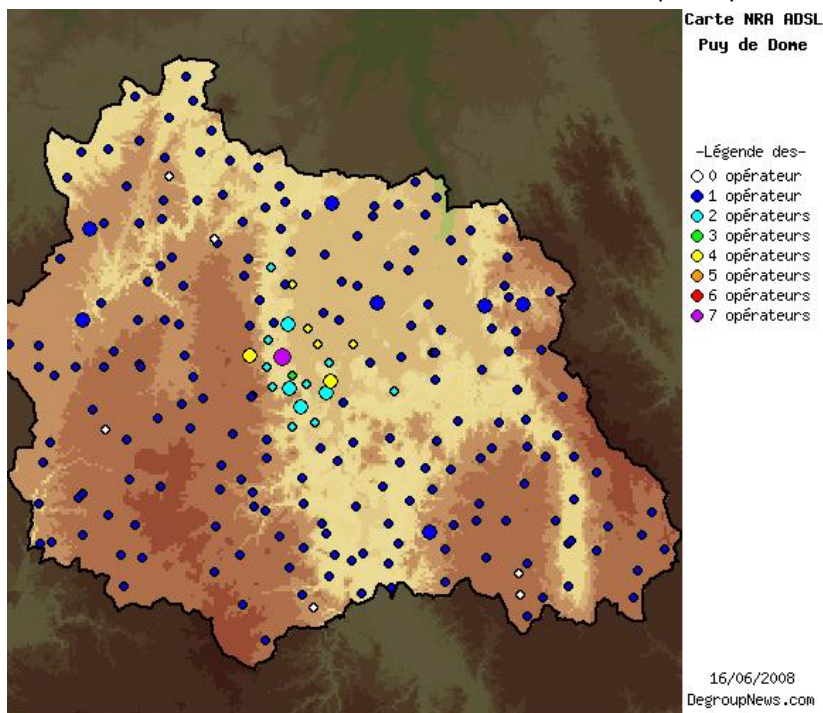 Carte NRA ADSL
Puy de Dome
-Légende des-
0 opérateur
1 opérateur
2 opérateurs
3 opérateurs
4 opérateurs
5 opérateurs
6 opérateurs
7 opérateurs
16/06/2008
DegroupNews.com